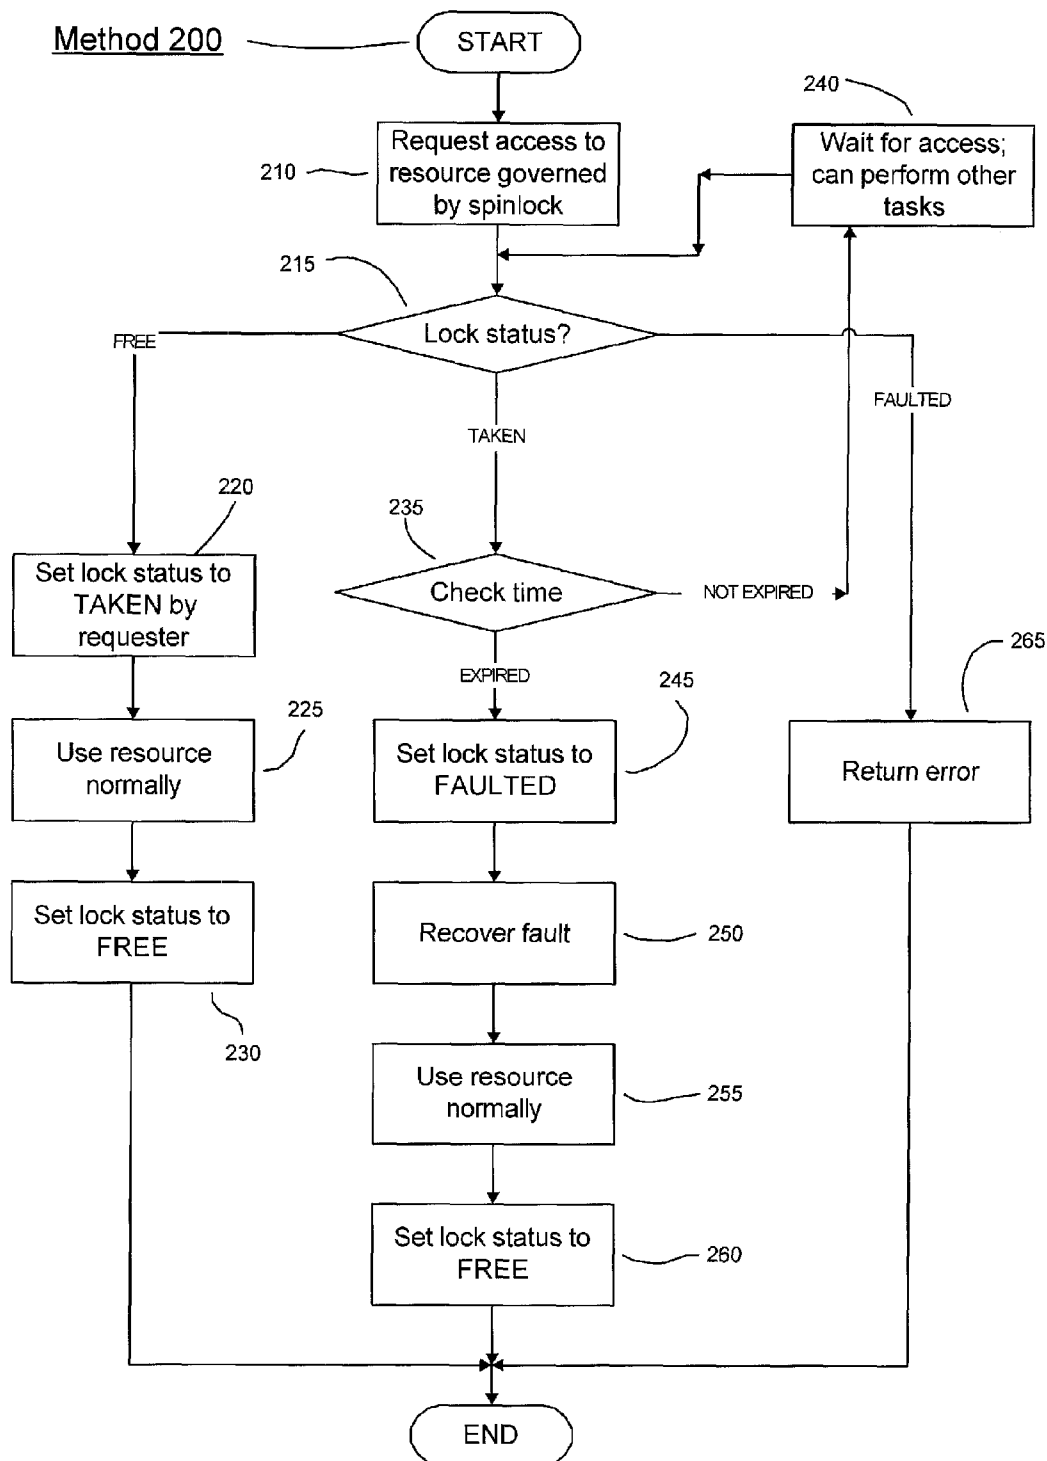 Method 200
START
240
Request access to
resource governed
by spinlock
210
Wait for access;
can perform other
tasks
215
Lock status?
FREE
FAULTED
TAKEN
220
235
Set lock status to
TAKEN by
requester
Check time
NOT EXPIRED
265
EXPIRED
245
225
Use resource
normally
Set lock status to
FAULTED
Return error
Set lock status to
FREE
Recover fault
250
230
Use resource
normally
255
Set lock status to
FREE
260
END